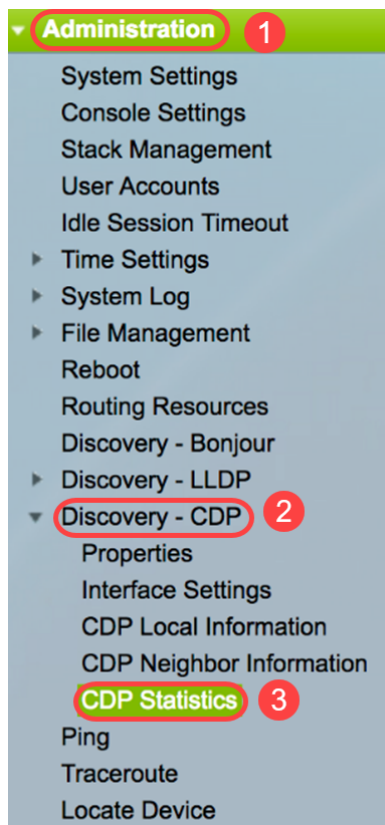 Administration 1
System Settings
Console Settings
Stack Management
User Accounts
Idle Session Timeout
Time Settings
System Log
File Management
Reboot
Routing Resources
Discovery - Bonjour
Discovery - LLDP
Discovery - CDP 2
Properties
Interface Settings
CDP Local Information
CDP Neighbor Information
CDP Statistics 3
Ping
Traceroute
Locate Device